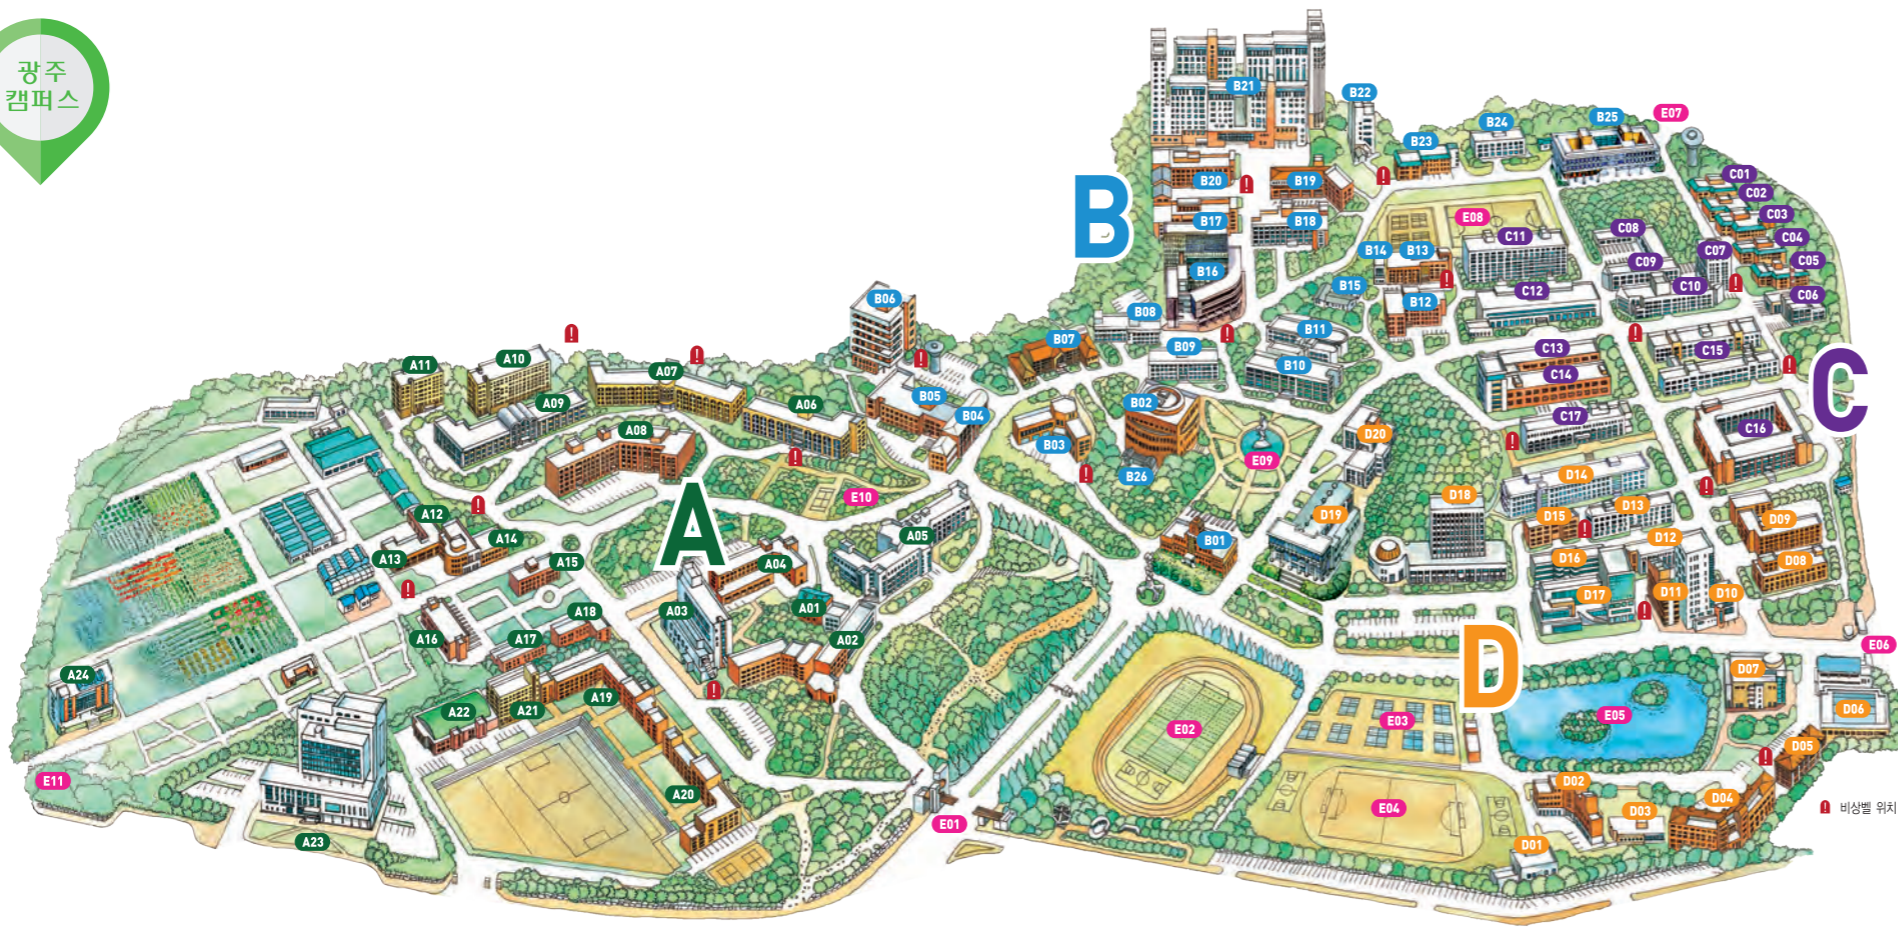 광주
캠퍼스
B21
B22
B24
B25
E07
B23
C01
C02
B20
B19
C03
B17
B18
E08
C08
C04
B
C11
B14
B13
C07
C05
B16
C09
B15
C10
C06
B06
B12
C12
B08
B11
B07
B09
C13
C15
A11
A10
B10
C14
A07
C
A09
A06
B05
B02
B04
C17
C16
A08
B03
D20
E09
B26
D14
E10
D18
D13
A12
D19
D15
D09
A
A14
A05
B01
D12
A13
A15
A04
D16
D08
A18
A01
A03
D17
D11
D10
A16
A17
A02
E06
D
A24
D07
A19
A22
A21
E03
E05
D06
E02
D05
E11
D02
A20
D04
E04
D03
비상벨 위치
E01
A23
D01